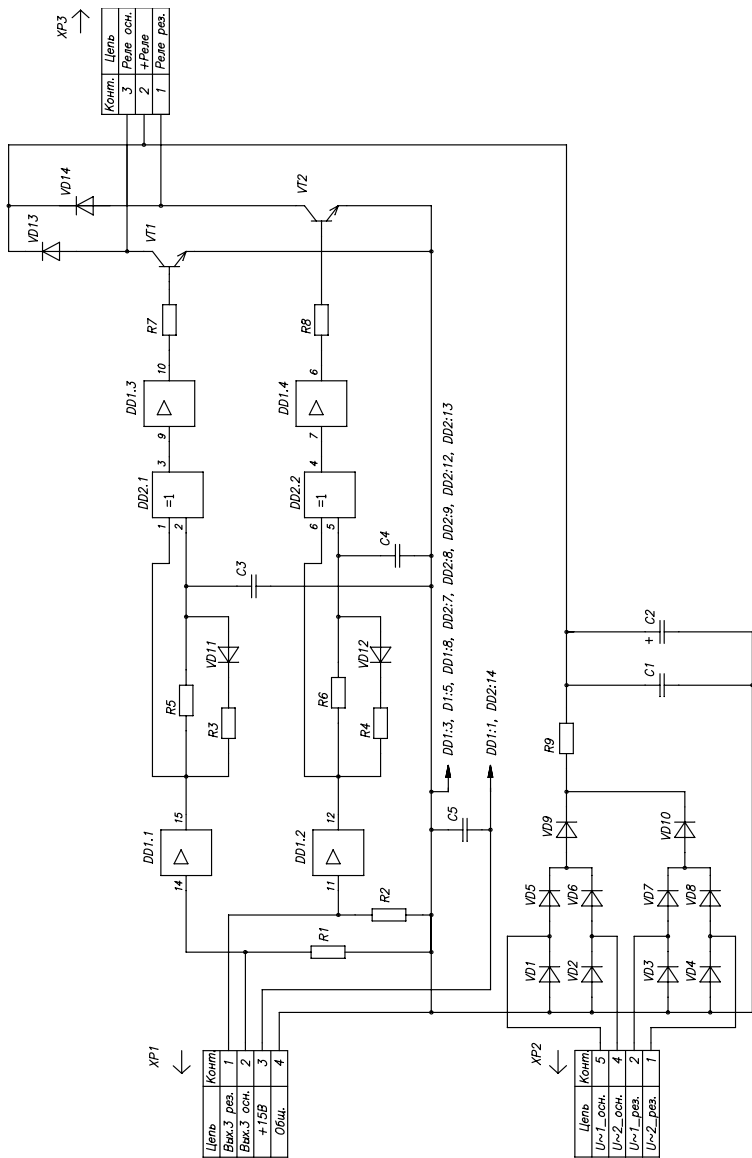 XP3
Конт. Цепь
3 Реле осн.
2 +Реле
1 Реле рез.
VD13
VD14
VT1
VT2
R7
R8
10
6
DD1.3
DD1.4
9
7
3
4
DD2.1
=1
DD2.2
=1
1
2
6
5
C3
C4
R5
VD11
R3
R6
VD12
R4
15
12
DD1.1
DD1.2
14
11
R1
R2
C5
DD1:3, D1:5, DD1:8, DD2:7, DD2:8, DD2:9, DD2:12, DD2:13
DD1:1, DD2:14
XP1
Цепь Конт.
Вых.3 рез. 1
Вых.3 осн. 2
+15В 3
Общ. 4
XP2
Цепь Конт.
U~1_осн. 5
U~2_осн. 4
U~1_рез. 2
U~2_рез. 1
VD1
VD5
VD2
VD6
VD3
VD7
VD4
VD8
VD9
VD10
R9
C1
+ C2